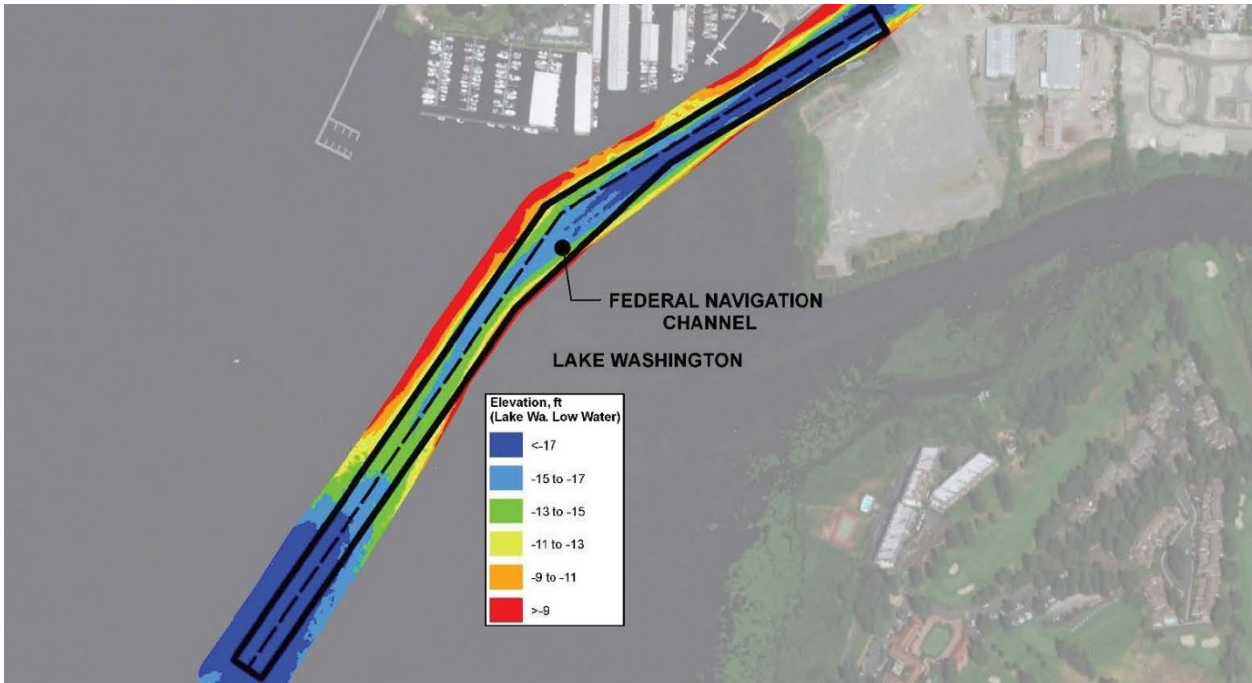 FEDERAL NAVIGATION
CHANNEL
LAKE WASHINGTON
Elevation, ft
(Lake Wa. Low Water)
<-17
-15 to -17
-13 to -15
-11 to -13
-9 to -11
>-9